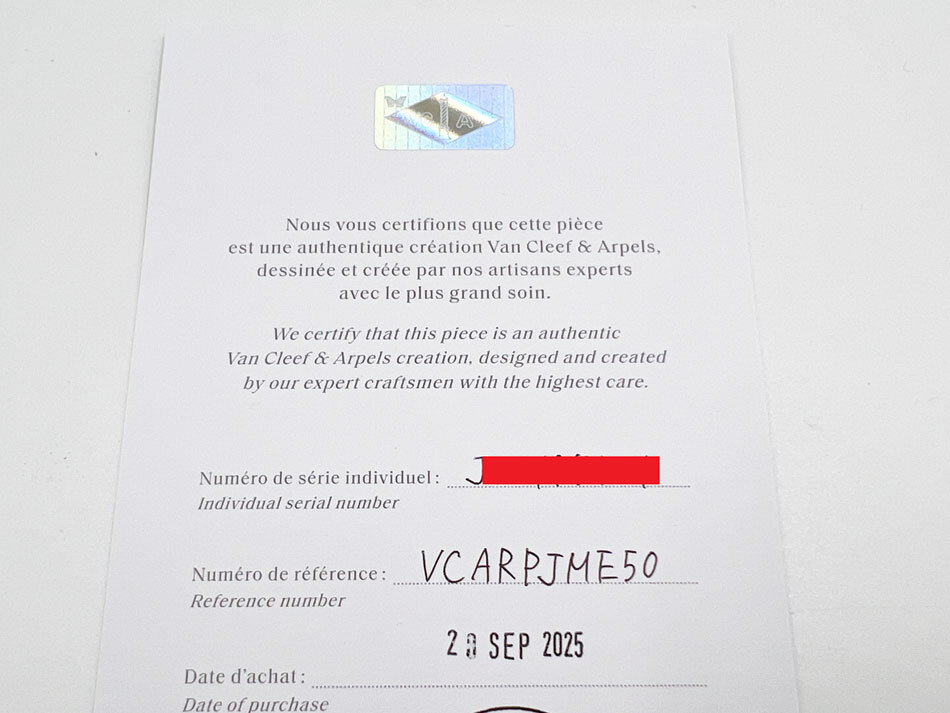 C A
Nous vous certifions que cette pièce
est une authentique création Van Cleef & Arpels,
dessinée et créée par nos artisans experts
avec le plus grand soin.
We certify that this piece is an authentic
Van Cleef & Arpels creation, designed and created
by our expert craftsmen with the highest care.
Numéro de série individuel : J
Individual serial number
Numéro de référence : VCARPJME50
Reference number
SEP 2025
Date d'achat :
Date of purchase